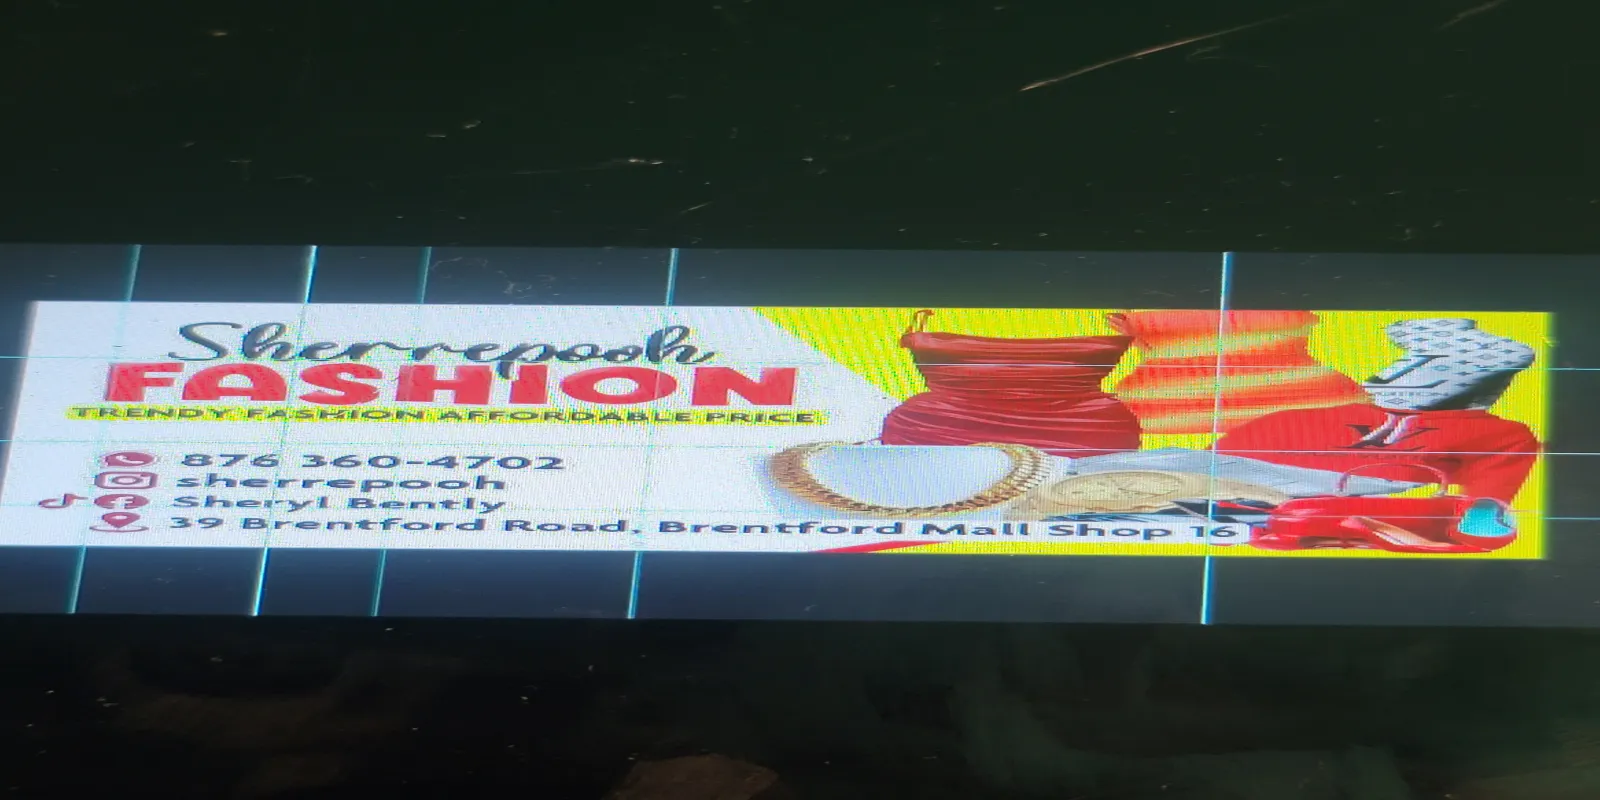 Sherrepooh
FASHION
TRENDY FASHION AFFORDABLE PRICE
876 360-4702
sherrepooh
Sheryl Bently
39 Brentford Road, Brentford Mall Shop 16